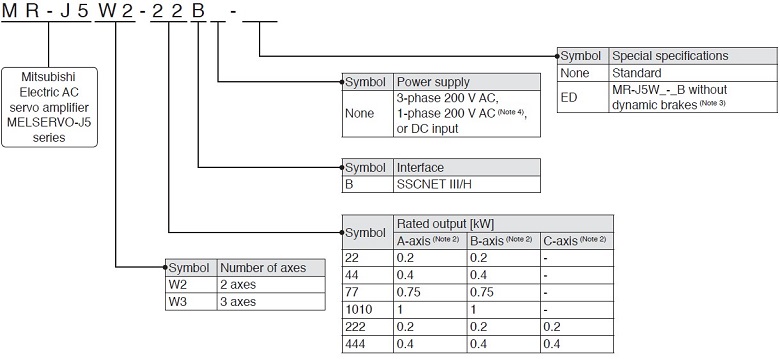 MR-J5W2-22B_-_
Mitsubishi
Electric AC
servo amplifier
MELSERVO-J5
series
Symbol Special specifications
None Standard
ED MR-J5W_-_B without
dynamic brakes (Note 3)
Symbol Power supply
None 3-phase 200 V AC,
1-phase 200 V AC (Note 4),
or DC input
Symbol Interface
B SSCNET III/H
Symbol Rated output [kW]
A-axis (Note 2) B-axis (Note 2) C-axis (Note 2)
22 0.2 0.2 -
44 0.4 0.4 -
77 0.75 0.75 -
1010 1 1 -
222 0.2 0.2 0.2
444 0.4 0.4 0.4
Symbol Number of axes
W2 2 axes
W3 3 axes